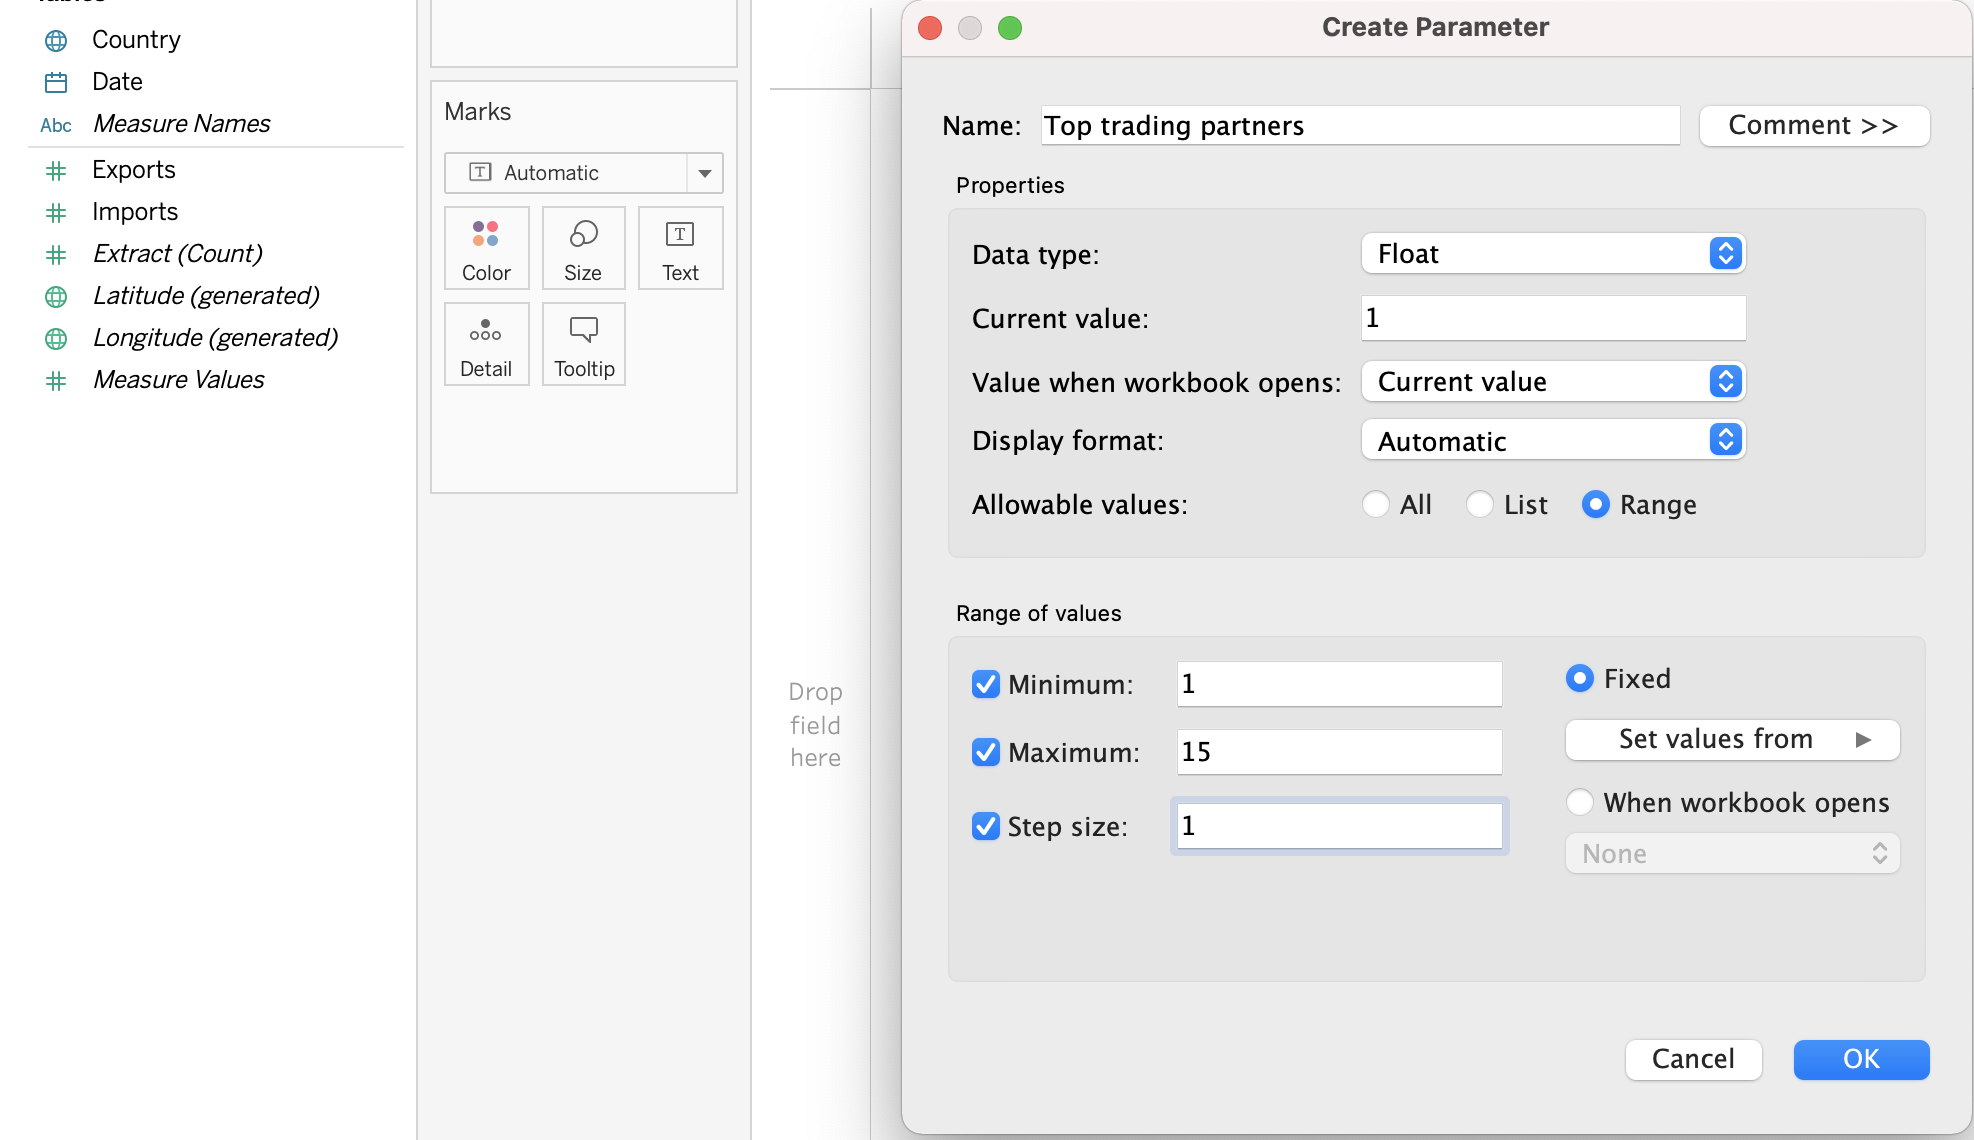 Country
Date
Abc Measure Names
Exports
Imports
Extract (Count)
Latitude (generated)
Longitude (generated)
Measure Values
Marks
T Automatic
Color
Size
T
Text
Detail
Tooltip
Drop
field
here
Create Parameter
Name: Top trading partners Comment >>
Properties
Data type: Float
Current value: 1
Value when workbook opens: Current value
Display format: Automatic
Allowable values: All List Range
Range of values
Minimum: 1 Fixed
Maximum: 15 Set values from
Step size: 1 When workbook opens
None
Cancel OK